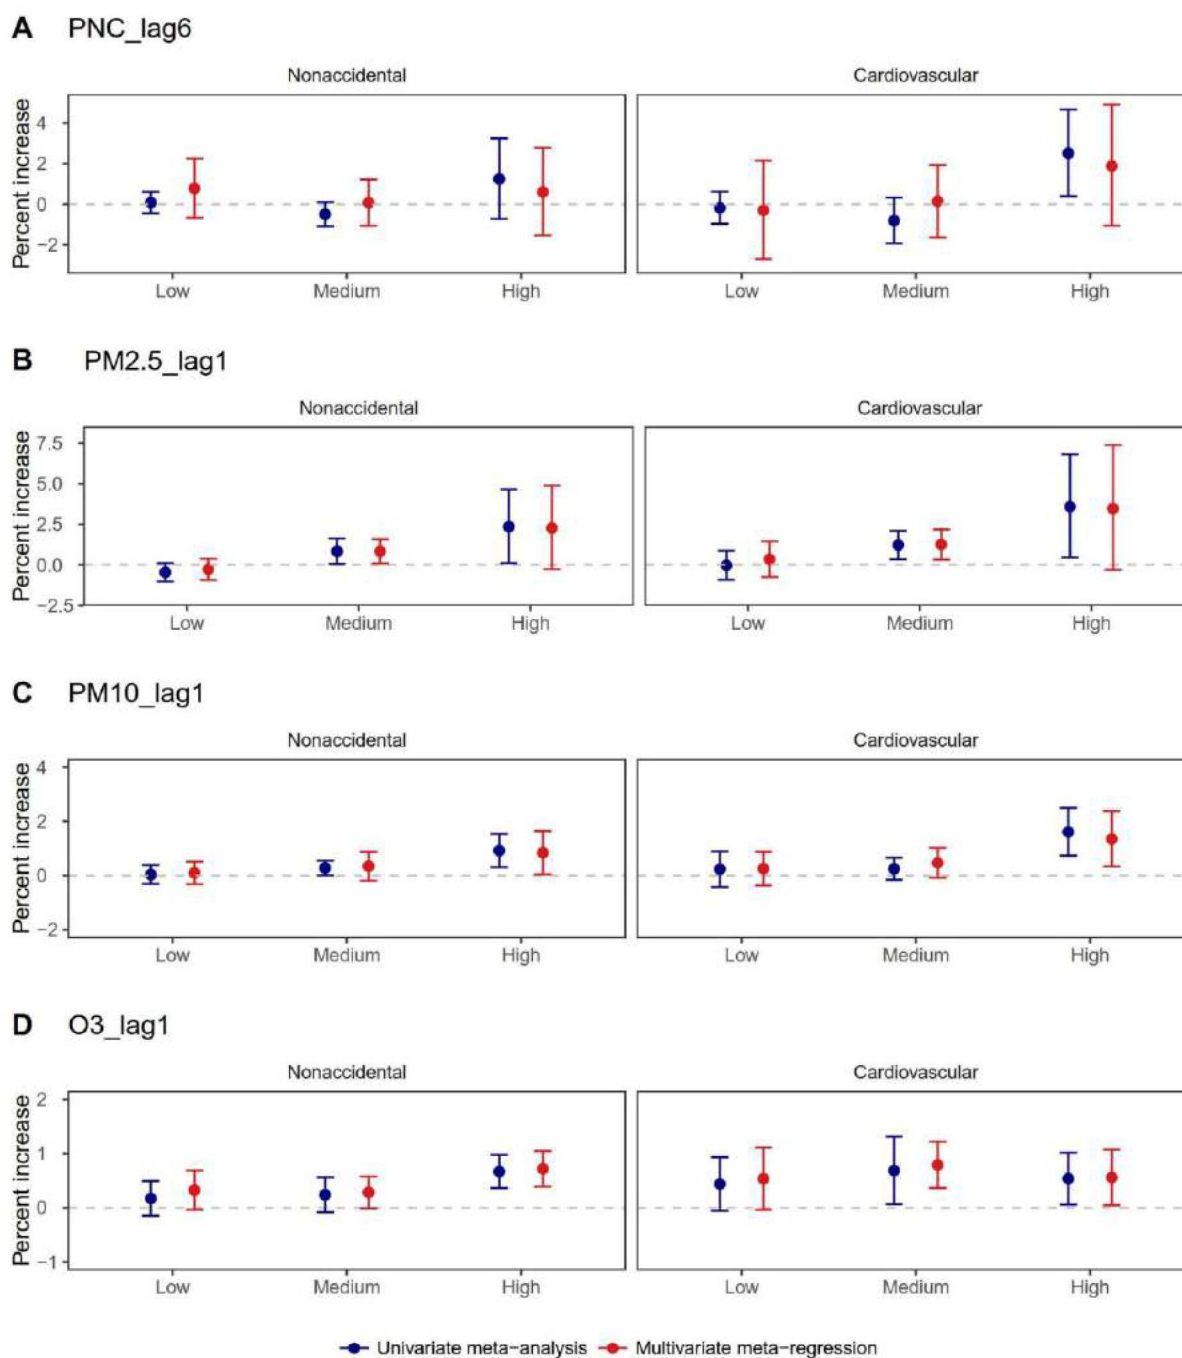 A PNC_lag6
Nonaccidental Cardiovascular
Percent increase
4
2
0
−2
Low Medium High Low Medium High
B PM2.5_lag1
Nonaccidental Cardiovascular
Percent increase
7.5
5.0
2.5
0.0
−2.5
Low Medium High Low Medium High
C PM10_lag1
Nonaccidental Cardiovascular
Percent increase
4
2
0
−2
Low Medium High Low Medium High
D O3_lag1
Nonaccidental Cardiovascular
Percent increase
2
1
0
−1
Low Medium High Low Medium High
Univariate meta−analysis Multivariate meta−regression